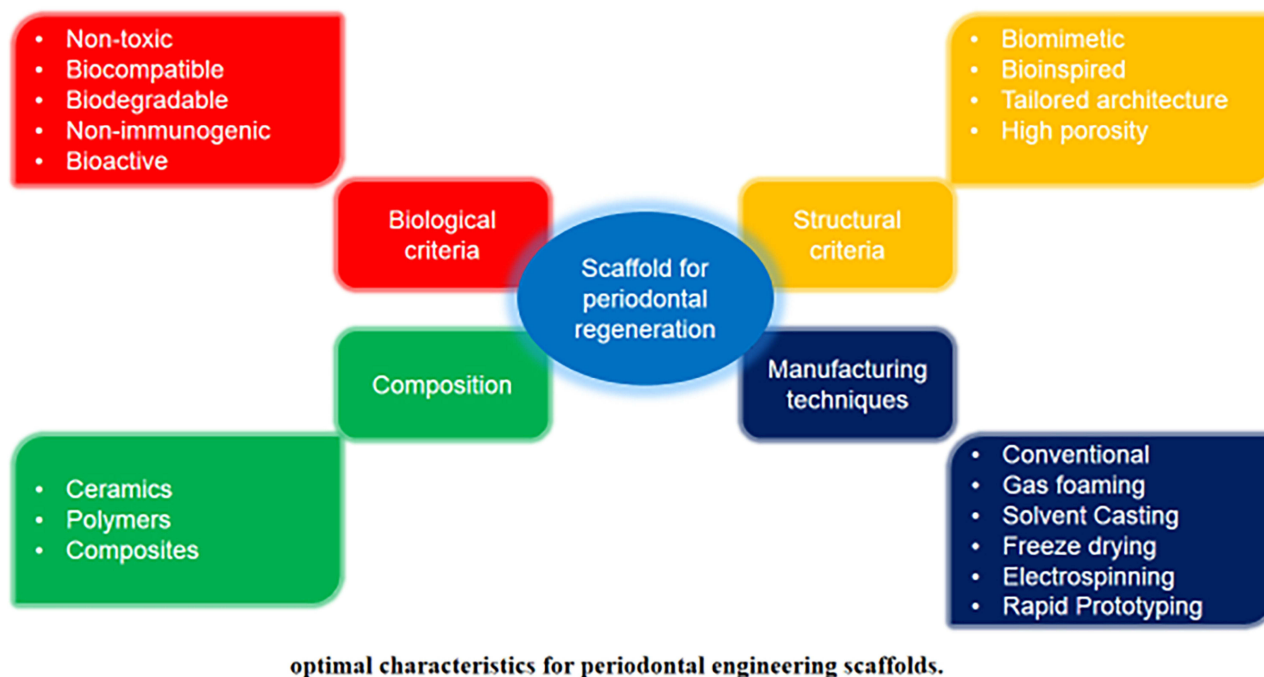 • Non-toxic
• Biocompatible
• Biodegradable
• Non-immunogenic
• Bioactive
• Biomimetic
• Bioinspired
• Tailored architecture
• High porosity
Biological
criteria
Structural
criteria
Scaffold for
periodontal
regeneration
Composition
Manufacturing
techniques
• Ceramics
• Polymers
• Composites
• Conventional
• Gas foaming
• Solvent Casting
• Freeze drying
• Electrospinning
• Rapid Prototyping
optimal characteristics for periodontal engineering scaffolds.